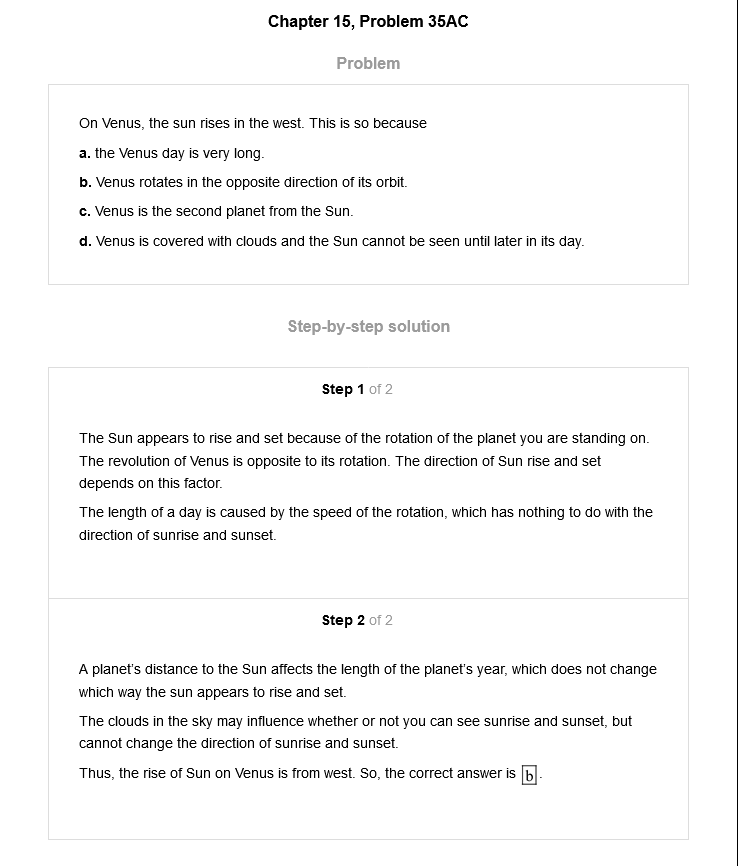 Chapter 15, Problem 35AC
Problem
On Venus, the sun rises in the west. This is so because
a. the Venus day is very long.
b. Venus rotates in the opposite direction of its orbit.
c. Venus is the second planet from the Sun.
d. Venus is covered with clouds and the Sun cannot be seen until later in its day.
Step-by-step solution
Step 1 of 2
The Sun appears to rise and set because of the rotation of the planet you are standing on.
The revolution of Venus is opposite to its rotation. The direction of Sun rise and set
depends on this factor.
The length of a day is caused by the speed of the rotation, which has nothing to do with the
direction of sunrise and sunset.
Step 2 of 2
A planet's distance to the Sun affects the length of the planet's year, which does not change
which way the sun appears to rise and set.
The clouds in the sky may influence whether or not you can see sunrise and sunset, but
cannot change the direction of sunrise and sunset.
Thus, the rise of Sun on Venus is from west. So, the correct answer is b.